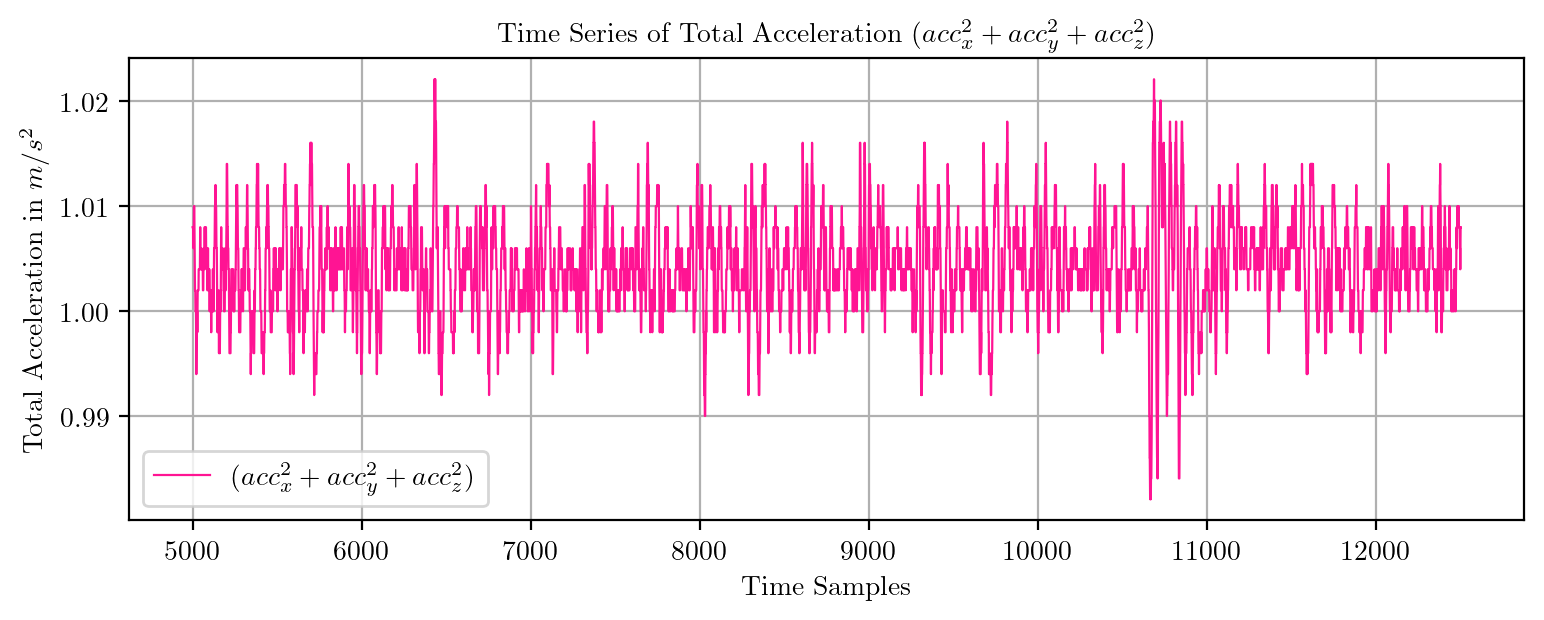 Time Series of Total Acceleration $(acc_x^2 + acc_y^2 + acc_z^2)$
Total Acceleration in $m/s^2$
1.02
1.01
1.00
0.99
$(acc_x^2 + acc_y^2 + acc_z^2)$
5000 6000 7000 8000 9000 10000 11000 12000
Time Samples